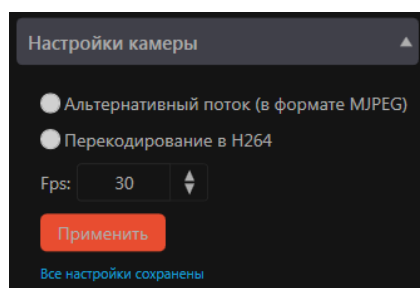 Настройки камеры
Альтернативный поток (в формате MJPEG)
Перекодирование в H264
Fps: 30
Применить
Все настройки сохранены